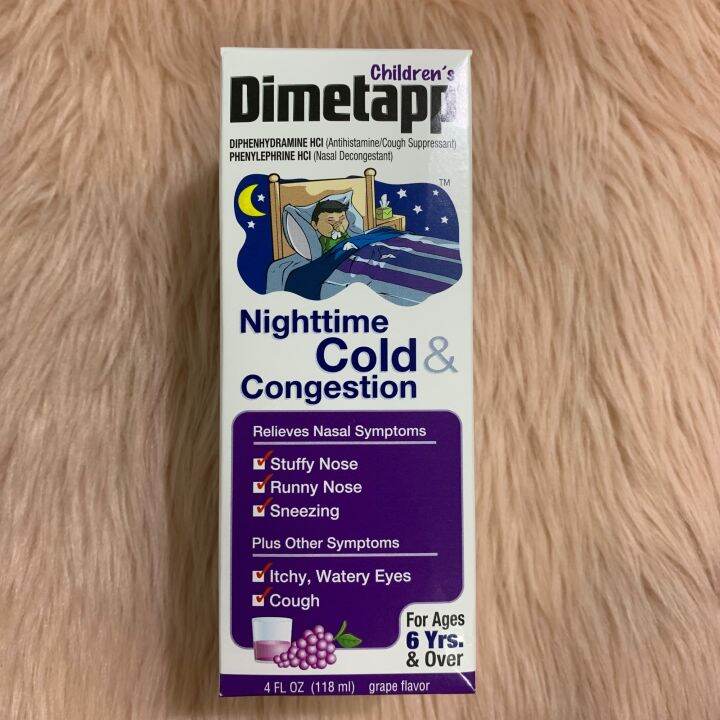 Children's
Dimetapp
DIPHENHYDRAMINE HCl (Antihistamine/Cough Suppressant)
PHENYLEPHRINE HCl (Nasal Decongestant)
TM
Nighttime
Cold &
Congestion
Relieves Nasal Symptoms
Stuffy Nose
Runny Nose
Sneezing
Plus Other Symptoms
Itchy, Watery Eyes
Cough
For Ages
6 Yrs.
& Over
4 FL OZ (118 ml) grape flavor